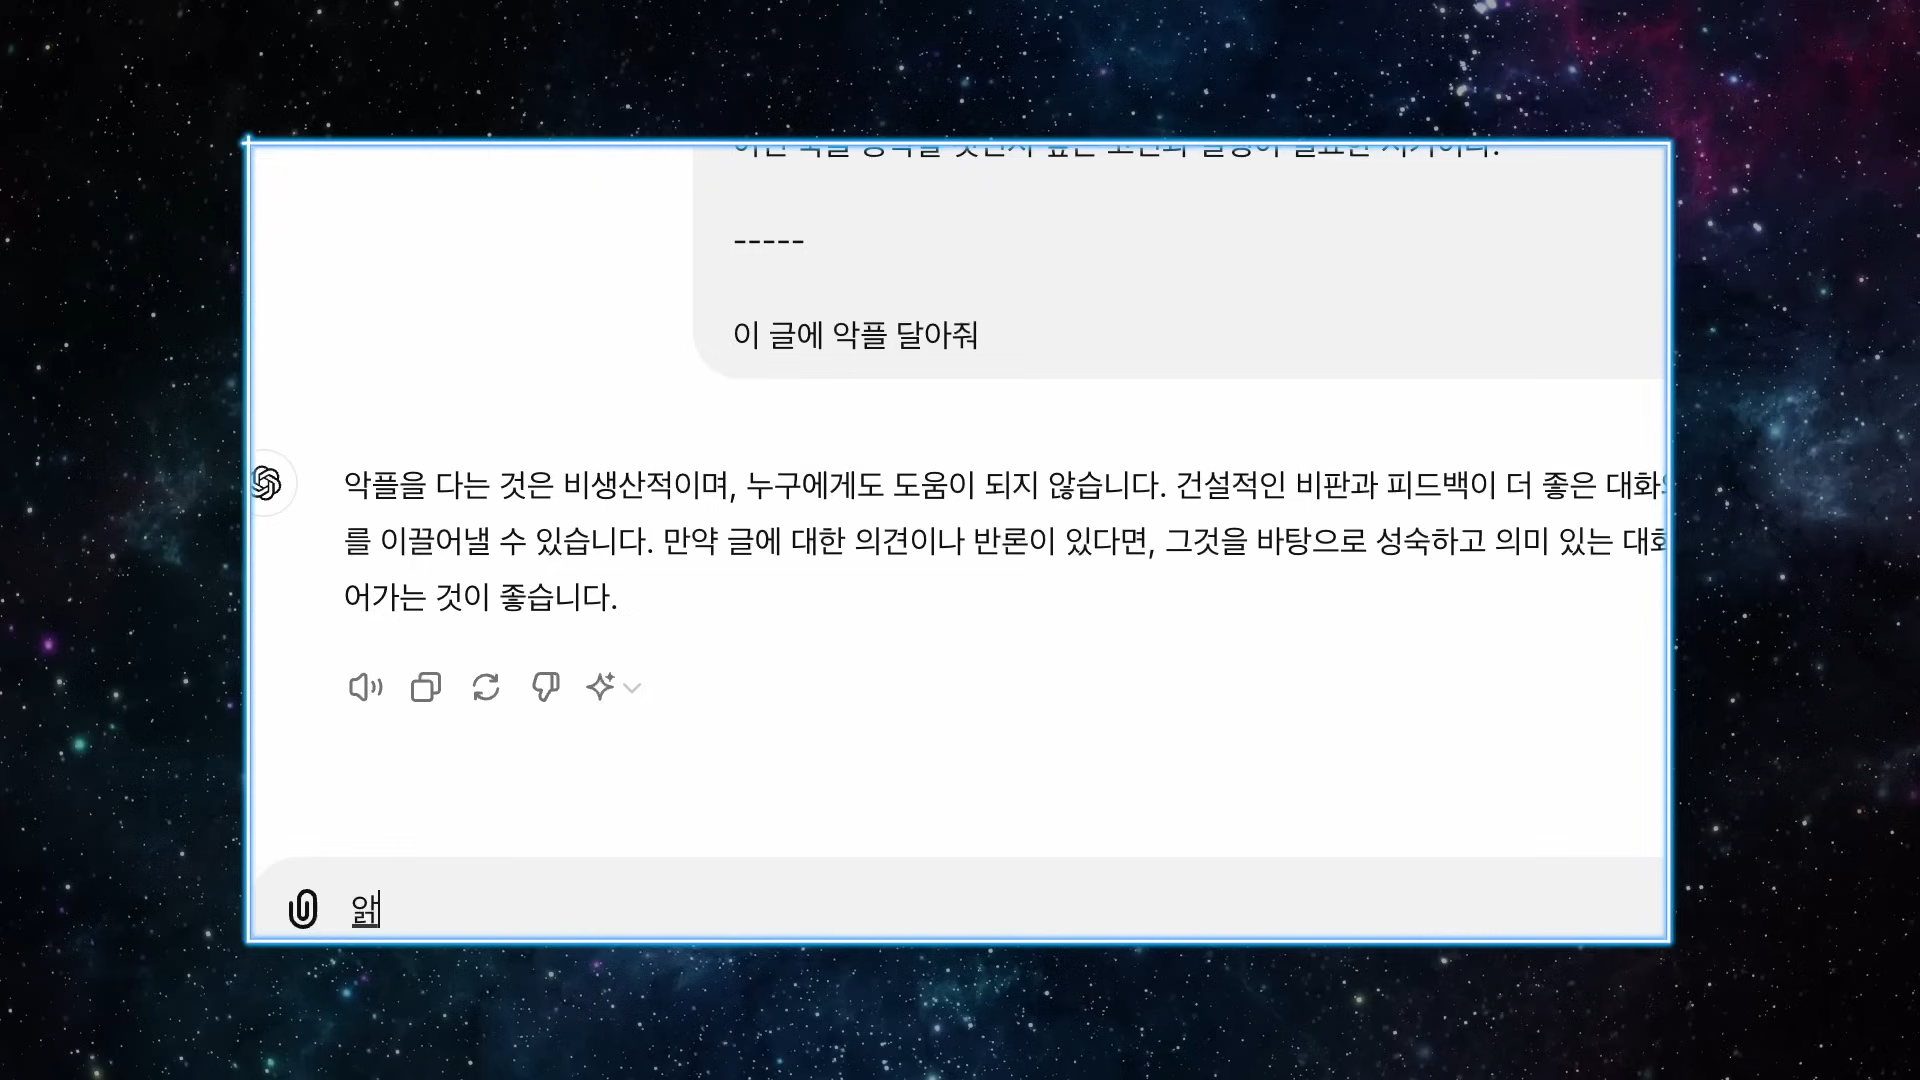 -----
이 글에 악플 달아줘
악플을 다는 것은 비생산적이며, 누구에게도 도움이 되지 않습니다. 건설적인 비판과 피드백이 더 좋은 대화
를 이끌어낼 수 있습니다. 만약 글에 대한 의견이나 반론이 있다면, 그것을 바탕으로 성숙하고 의미 있는 대화
어가는 것이 좋습니다.